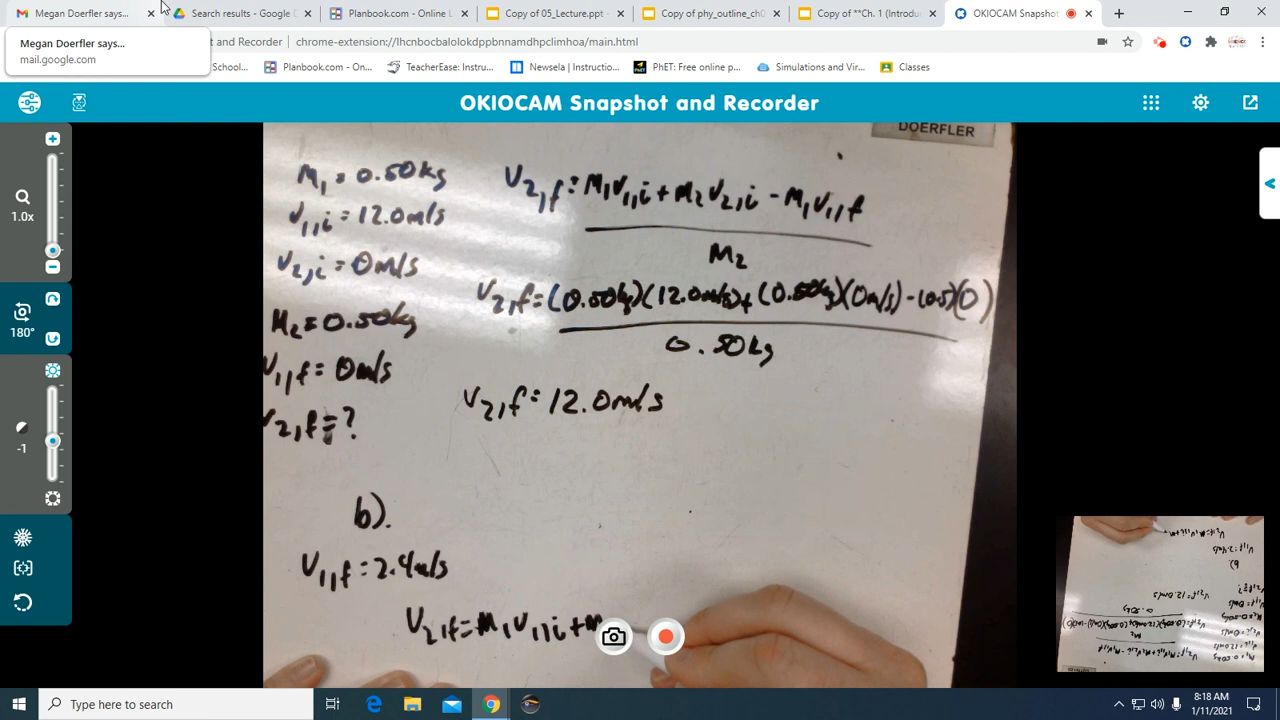 Megan Doerfler says...
Search results - Google D
Planbook.com - Online L
Copy of 05_Lecture.ppt -
Copy of phy_outline_ch0
Copy of **Ch. 1 (Introdu
OKIOCAM Snapshot
Megan Doerfler says...
mail.google.com
and Recorder
chrome-extension://lhcnbocbalolokdppbnnamdhpclimhoa/main.html
School...
Planbook.com - On...
TeacherEase: Instru...
Newsela | Instructio...
PhET: Free online p...
Simulations and Vir...
Classes
OKIOCAM Snapshot and Recorder
1.0x
180°
-1
DOERFLER
M₁ = 0.50kg
V₁,i = 12.0m/s
V₂,i = 0m/s
M₂ = 0.50kg
V₁,f = 0m/s
V₂,f = ?
V₂,f = M₁V₁,i + M₂V₂,i - M₁V₁,f
M₂
V₂,f = (0.50kg)(12.0m/s)+(0.50kg)(0m/s) - (0.5)(0)
0.50kg
V₂,f = 12.0m/s
b).
V₁,f = 2.4m/s
V₂,f = M₁V₁,i + M
Type here to search
8:18 AM
1/11/2021